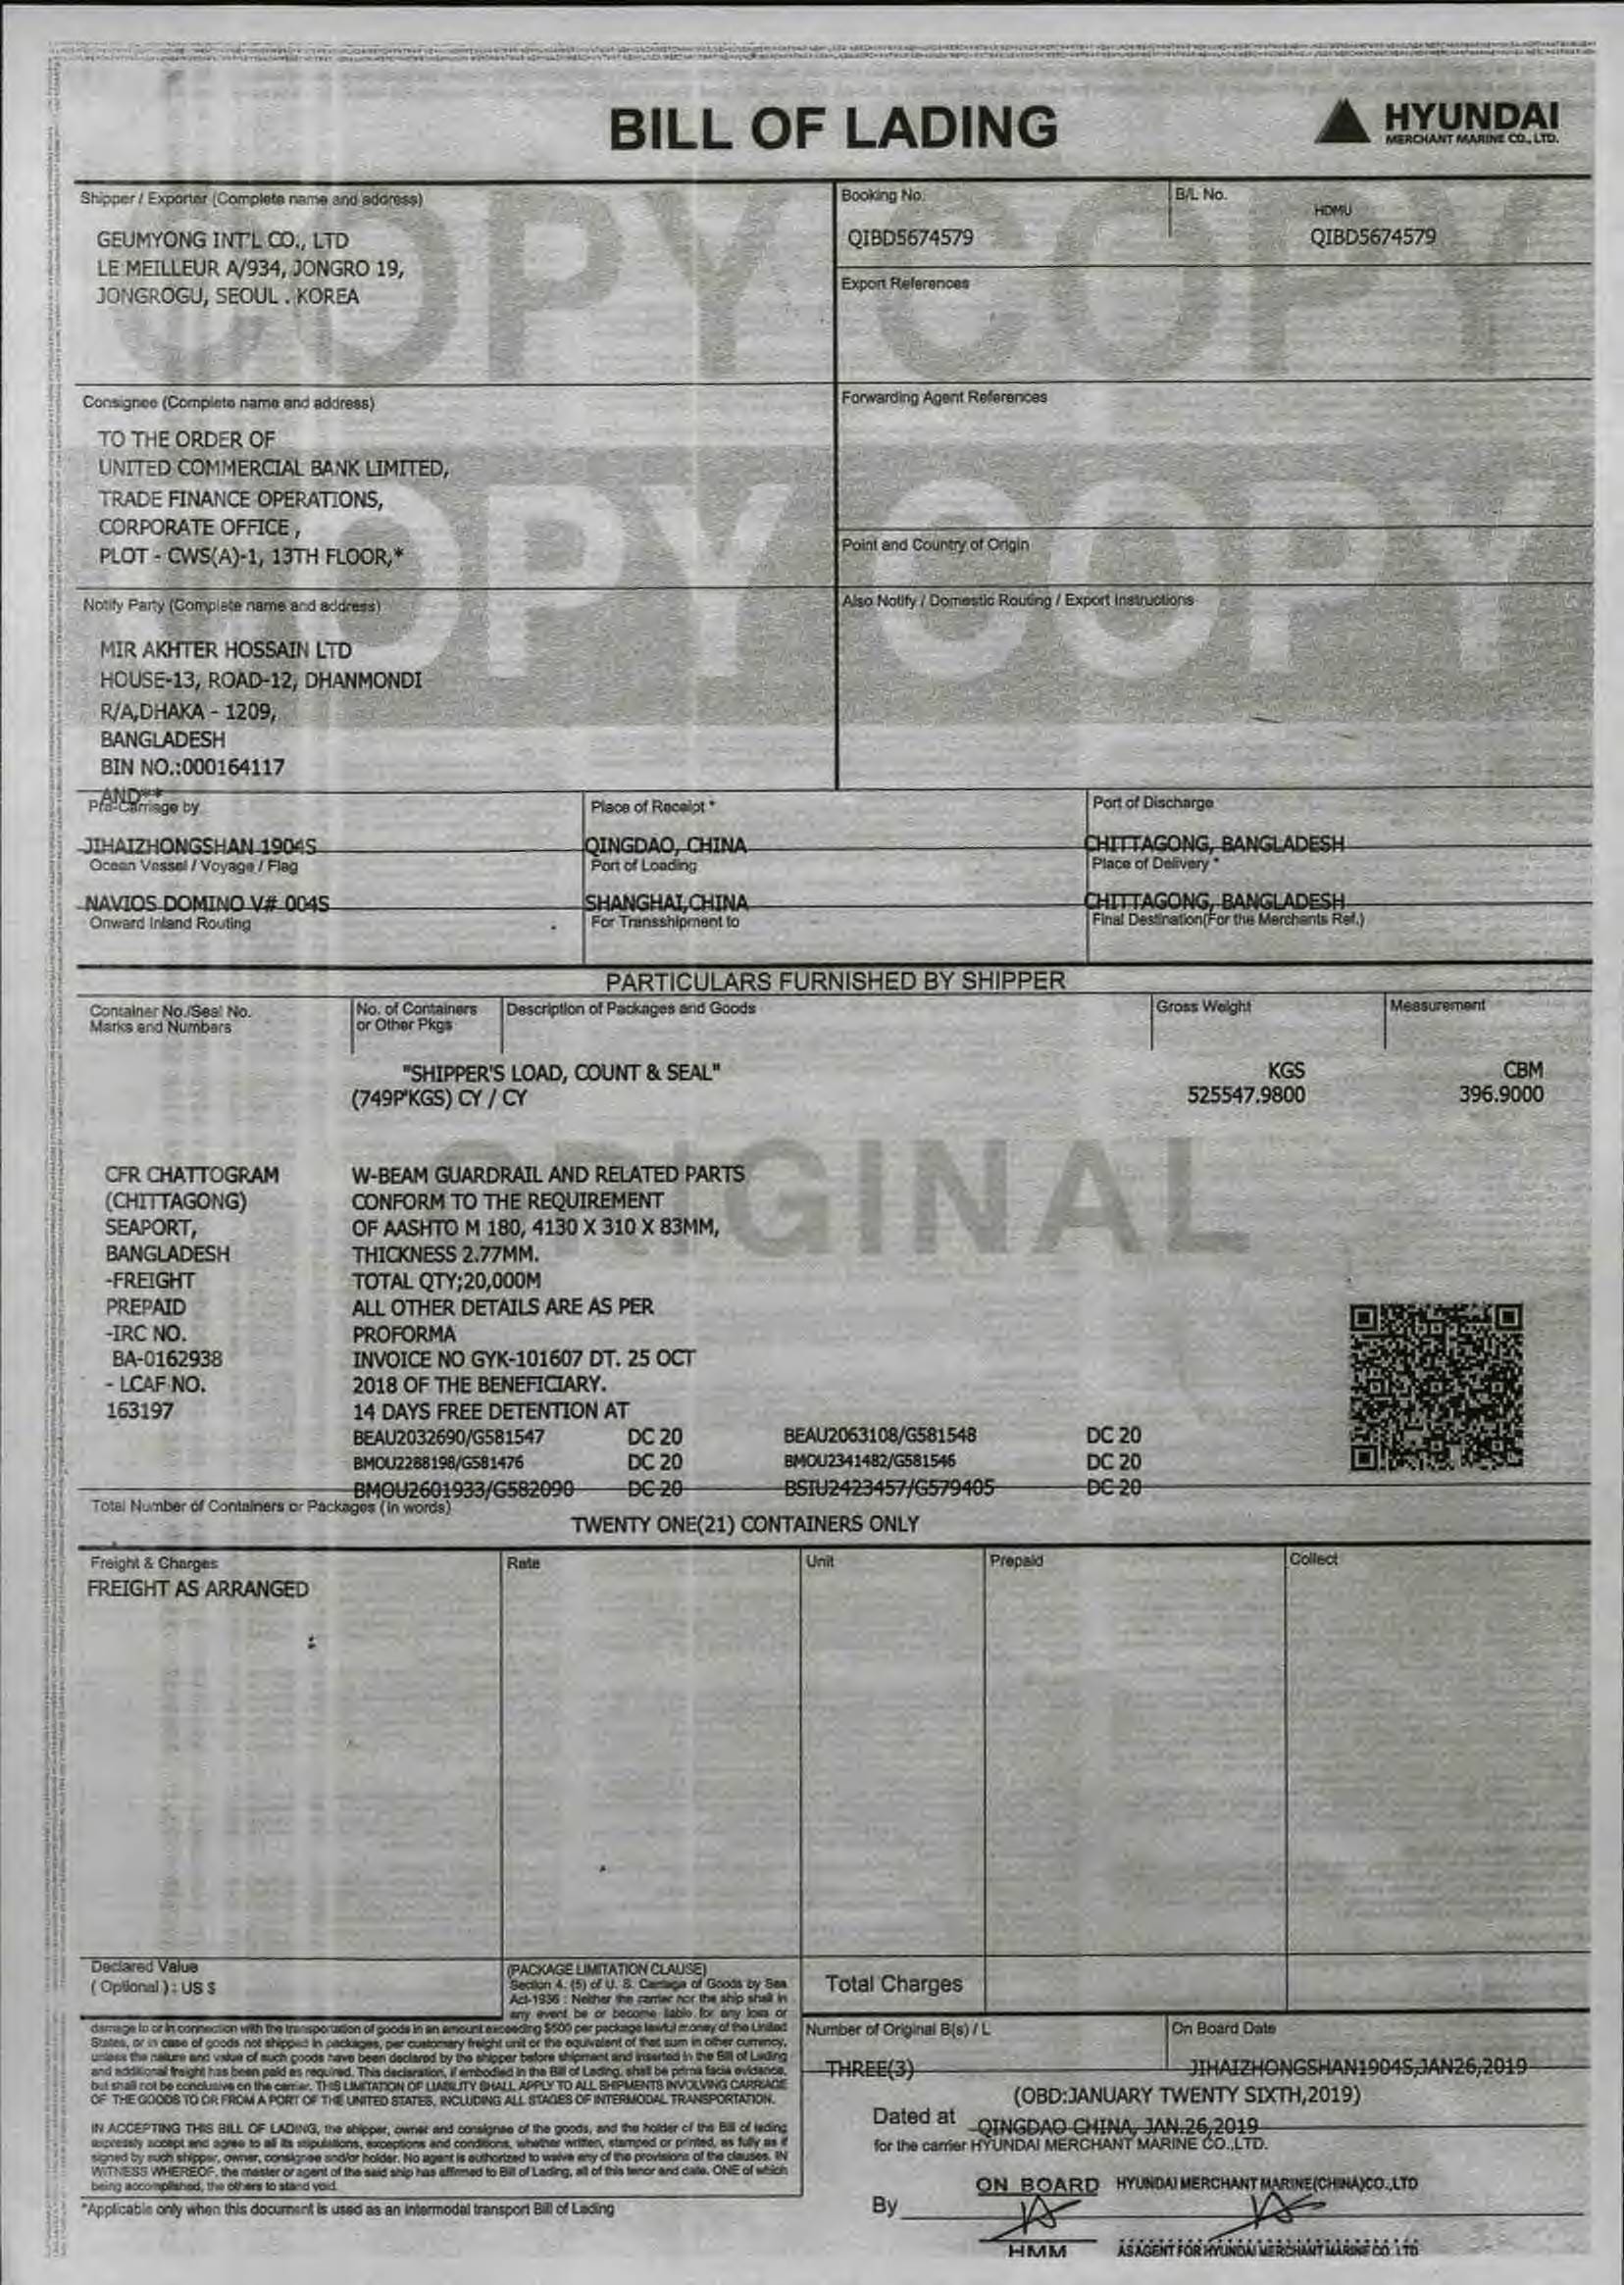 BILL OF LADING
HYUNDAI
MERCHANT MARINE CO., LTD.
Shipper / Exporter (Complete name and address)
GEUMYONG INT'L CO., LTD
LE MEILLEUR A/934, JONGRO 19,
JONGROGU, SEOUL . KOREA
Booking No.
QIBD5674579
B/L No.
HDMU
QIBD5674579
Export References
COPY COPY
Consignee (Complete name and address)
TO THE ORDER OF
UNITED COMMERCIAL BANK LIMITED,
TRADE FINANCE OPERATIONS,
CORPORATE OFFICE ,
PLOT - CWS(A)-1, 13TH FLOOR,*
Forwarding Agent References
Point and Country of Origin
COPY COPY
Notify Party (Complete name and address)
MIR AKHTER HOSSAIN LTD
HOUSE-13, ROAD-12, DHANMONDI
R/A,DHAKA - 1209,
BANGLADESH
BIN NO.:000164117
AND**
Also Notify / Domestic Routing / Export Instructions
Pre-Carriage by
JIHAIZHONGSHAN 1904S
Place of Receipt *
QINGDAO, CHINA
Port of Discharge
CHITTAGONG, BANGLADESH
Ocean Vessel / Voyage / Flag
NAVIOS DOMINO V# 004S
Port of Loading
SHANGHAI,CHINA
Place of Delivery *
CHITTAGONG, BANGLADESH
Onward Inland Routing
For Transshipment to
Final Destination(For the Merchants Ref.)
PARTICULARS FURNISHED BY SHIPPER
Container No./Seal No.
Marks and Numbers
No. of Containers
or Other Pkgs
Description of Packages and Goods
Gross Weight
Measurement
"SHIPPER'S LOAD, COUNT & SEAL"
(749P'KGS) CY / CY
KGS
525547.9800
CBM
396.9000
ORIGINAL
CFR CHATTOGRAM
(CHITTAGONG)
SEAPORT,
BANGLADESH
-FREIGHT
PREPAID
-IRC NO.
BA-0162938
- LCAF NO.
163197
W-BEAM GUARDRAIL AND RELATED PARTS
CONFORM TO THE REQUIREMENT
OF AASHTO M 180, 4130 X 310 X 83MM,
THICKNESS 2.77MM.
TOTAL QTY;20,000M
ALL OTHER DETAILS ARE AS PER
PROFORMA
INVOICE NO GYK-101607 DT. 25 OCT
2018 OF THE BENEFICIARY.
14 DAYS FREE DETENTION AT
BEAU2032690/G581547 DC 20 BEAU2063108/G581548 DC 20
BMOU2288198/G581476 DC 20 BMOU2341482/G581546 DC 20
BMOU2601933/G582090 DC 20 BSIU2423457/G579405 DC 20
Total Number of Containers or Packages (in words)
TWENTY ONE(21) CONTAINERS ONLY
Freight & Charges
Rate
Unit
Prepaid
Collect
FREIGHT AS ARRANGED
Declared Value
( Optional ) : US $
(PACKAGE LIMITATION CLAUSE)
Section 4. (5) of U. S. Carriage of Goods by Sea
Act-1936 : Neither the carrier nor the ship shall in
any event be or become liable for any loss or
damage to or in connection with the transportation of goods in an amount exceeding $500 per package lawful money of the United
States, or in case of goods not shipped in packages, per customary freight unit or the equivalent of that sum in other currency,
unless the nature and value of such goods have been declared by the shipper before shipment and inserted in the Bill of Lading
and additional freight has been paid as required. This declaration, if embodied in the Bill of Lading, shall be prima facie evidence,
but shall not be conclusive on the carrier. THIS LIMITATION OF LIABILITY SHALL APPLY TO ALL SHIPMENTS INVOLVING CARRIAGE
OF THE GOODS TO OR FROM A PORT OF THE UNITED STATES, INCLUDING ALL STAGES OF INTERMODAL TRANSPORTATION.
IN ACCEPTING THIS BILL OF LADING, the shipper, owner and consignee of the goods, and the holder of the Bill of lading
expressly accept and agree to all its stipulations, exceptions and conditions, whether written, stamped or printed, as fully as if
signed by such shipper, owner, consignee and/or holder. No agent is authorized to waive any of the provisions of the clauses. IN
WITNESS WHEREOF, the master or agent of the said ship has affirmed to Bill of Lading, all of this tenor and date. ONE of which
being accomplished, the others to stand void.
*Applicable only when this document is used as an intermodal transport Bill of Lading
Total Charges
Number of Original B(s) / L
THREE(3)
On Board Date
JIHAIZHONGSHAN1904S,JAN26,2019
(OBD:JANUARY TWENTY SIXTH,2019)
Dated at QINGDAO CHINA, JAN.26,2019
for the carrier HYUNDAI MERCHANT MARINE CO.,LTD.
ON BOARD HYUNDAI MERCHANT MARINE(CHINA)CO.,LTD
By
HMM AS AGENT FOR HYUNDAI MERCHANT MARINE CO. LTD